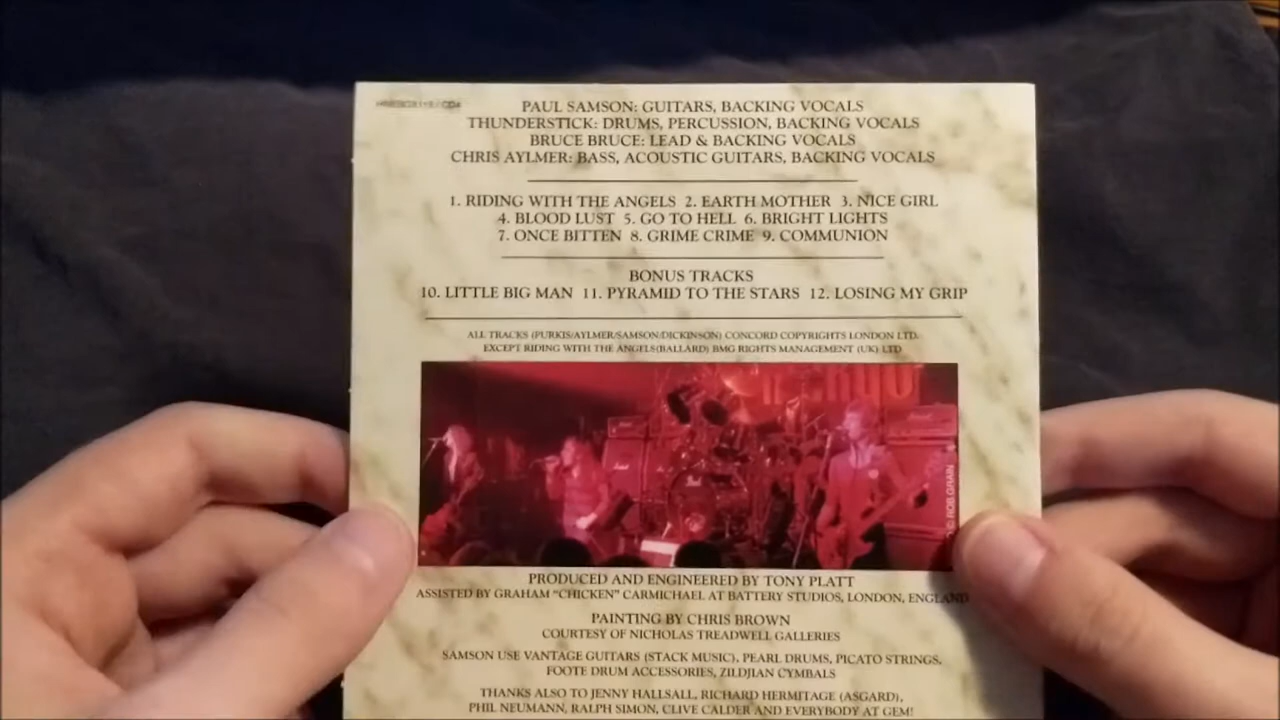 PAUL SAMSON: GUITARS, BACKING VOCALS
THUNDERSTICK: DRUMS, PERCUSSION, BACKING VOCALS
BRUCE BRUCE: LEAD & BACKING VOCALS
CHRIS AYLMER: BASS, ACOUSTIC GUITARS, BACKING VOCALS
1. RIDING WITH THE ANGELS 2. EARTH MOTHER 3. NICE GIRL
4. BLOOD LUST 5. GO TO HELL 6. BRIGHT LIGHTS
7. ONCE BITTEN 8. GRIME CRIME 9. COMMUNION
BONUS TRACKS
10. LITTLE BIG MAN 11. PYRAMID TO THE STARS 12. LOSING MY GRIP
ALL TRACKS (PURKIS/AYLMER/SAMSON/DICKINSON) CONCORD COPYRIGHTS LONDON LTD.
EXCEPT RIDING WITH THE ANGELS(BALLARD) BMG RIGHTS MANAGEMENT (UK) LTD
© ROB GRAIN
PRODUCED AND ENGINEERED BY TONY PLATT
ASSISTED BY GRAHAM "CHICKEN" CARMICHAEL AT BATTERY STUDIOS, LONDON, ENGLAND
PAINTING BY CHRIS BROWN
COURTESY OF NICHOLAS TREADWELL GALLERIES
SAMSON USE VANTAGE GUITARS (STACK MUSIC), PEARL DRUMS, PICATO STRINGS,
FOOTE DRUM ACCESSORIES, ZILDJIAN CYMBALS
THANKS ALSO TO JENNY HALLSALL, RICHARD HERMITAGE (ASGARD),
PHIL NEUMANN, RALPH SIMON, CLIVE CALDER AND EVERYBODY AT GEM!